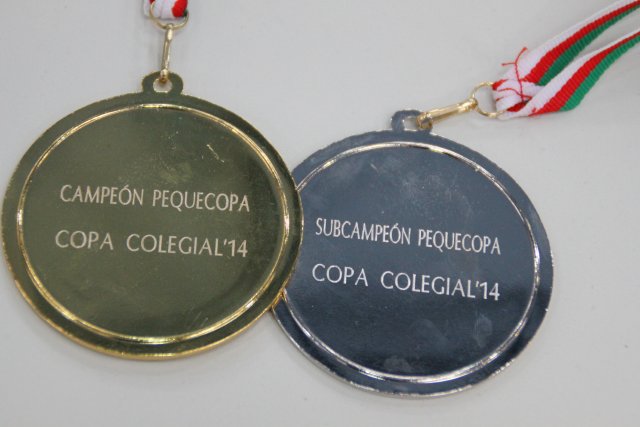 CAMPEÓN PEQUECOPA
COPA COLEGIAL'14
SUBCAMPEÓN PEQUECOPA
COPA COLEGIAL'14